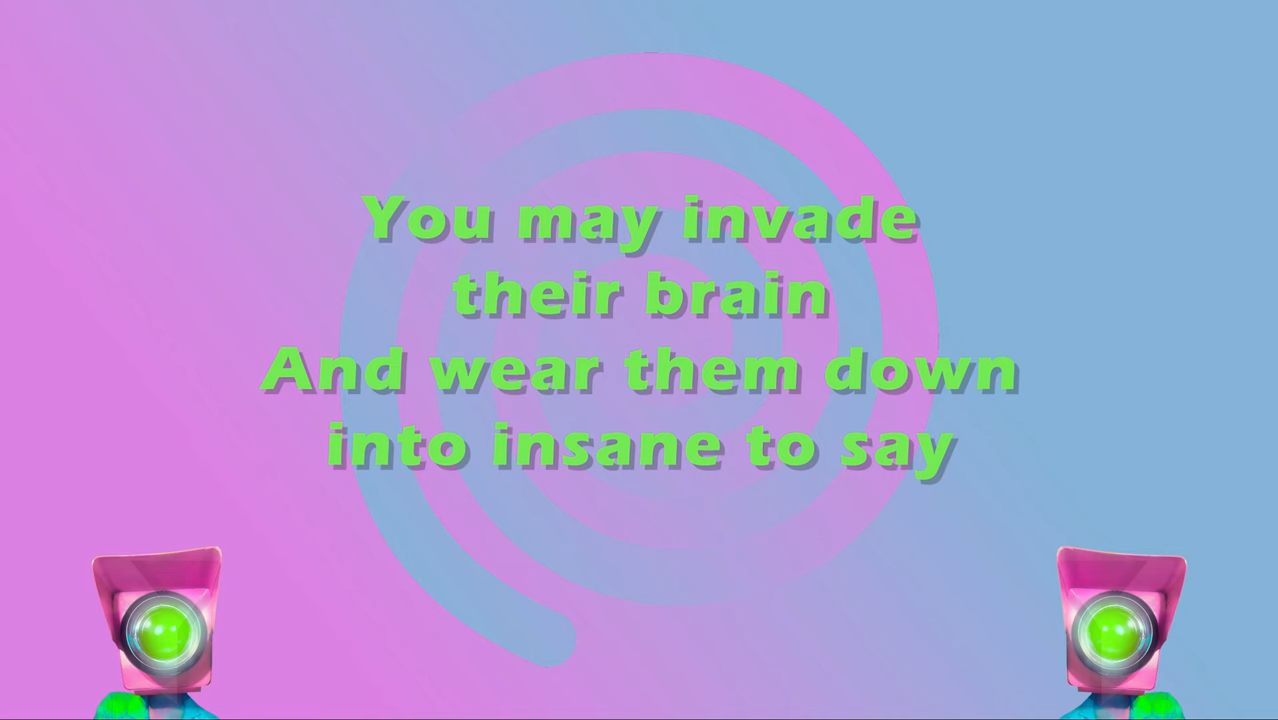 You may invade
their brain
And wear them down
into insane to say